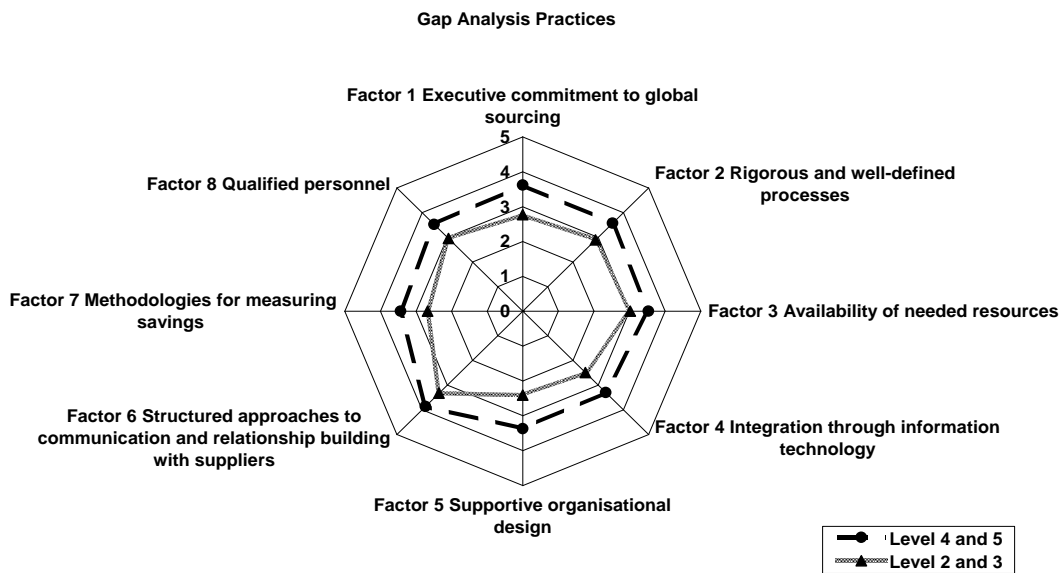 Gap Analysis Practices
Factor 1 Executive commitment to global
sourcing
5
4
3
2
1
0
Factor 2 Rigorous and well-defined
processes
Factor 3 Availability of needed resources
Factor 4 Integration through information
technology
Factor 5 Supportive organisational
design
Factor 6 Structured approaches to
communication and relationship building
with suppliers
Factor 7 Methodologies for measuring
savings
Factor 8 Qualified personnel
Level 4 and 5
Level 2 and 3